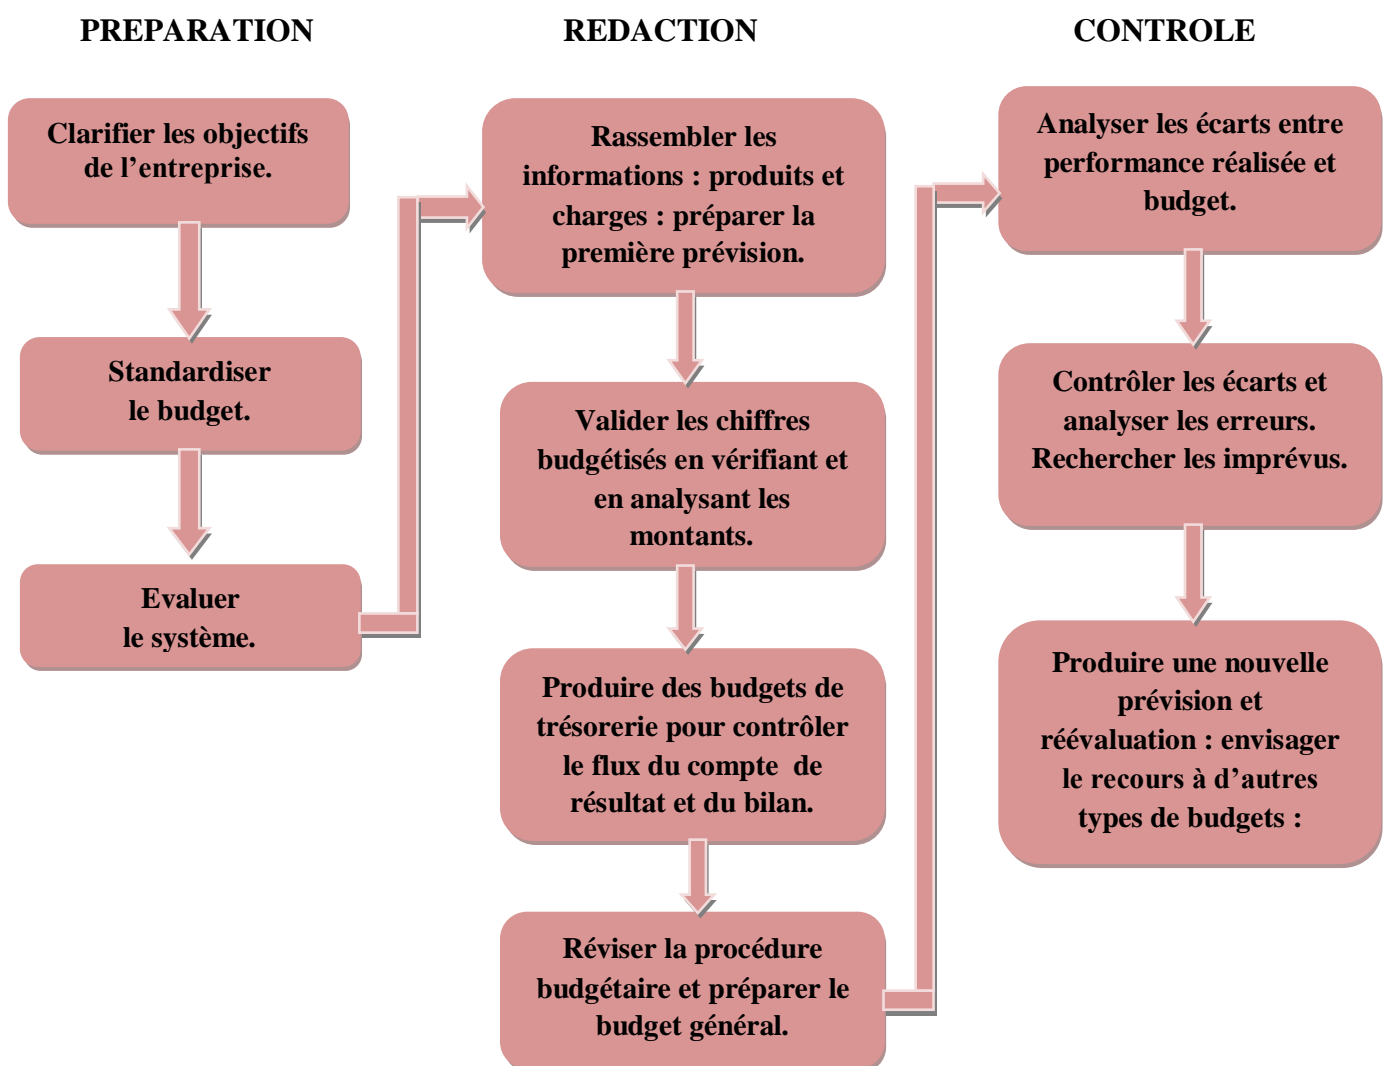 PREPARATION
REDACTION
CONTROLE
Clarifier les objectifs
de l’entreprise.
Standardiser
le budget.
Evaluer
le système.
Rassembler les
informations : produits et
charges : préparer la
première prévision.
Valider les chiffres
budgétisés en vérifiant et
en analysant les
montants.
Produire des budgets de
trésorerie pour contrôler
le flux du compte de
résultat et du bilan.
Réviser la procédure
budgétaire et préparer le
budget général.
Analyser les écarts entre
performance réalisée et
budget.
Contrôler les écarts et
analyser les erreurs.
Rechercher les imprévus.
Produire une nouvelle
prévision et
réévaluation : envisager
le recours à d’autres
types de budgets :